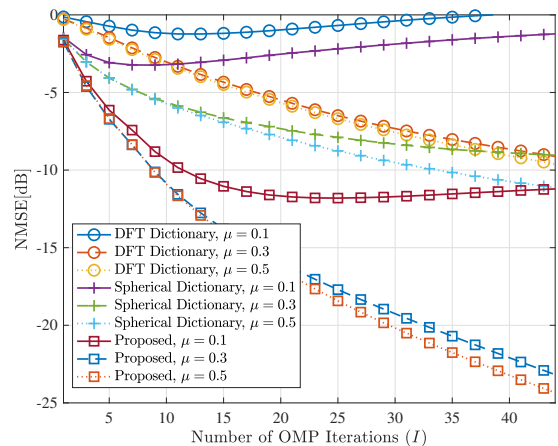 0
-5
-10
-15
-20
-25
NMSE[dB]
DFT Dictionary, μ = 0.1
DFT Dictionary, μ = 0.3
DFT Dictionary, μ = 0.5
Spherical Dictionary, μ = 0.1
Spherical Dictionary, μ = 0.3
Spherical Dictionary, μ = 0.5
Proposed, μ = 0.1
Proposed, μ = 0.3
Proposed, μ = 0.5
5 10 15 20 25 30 35 40
Number of OMP Iterations (I)